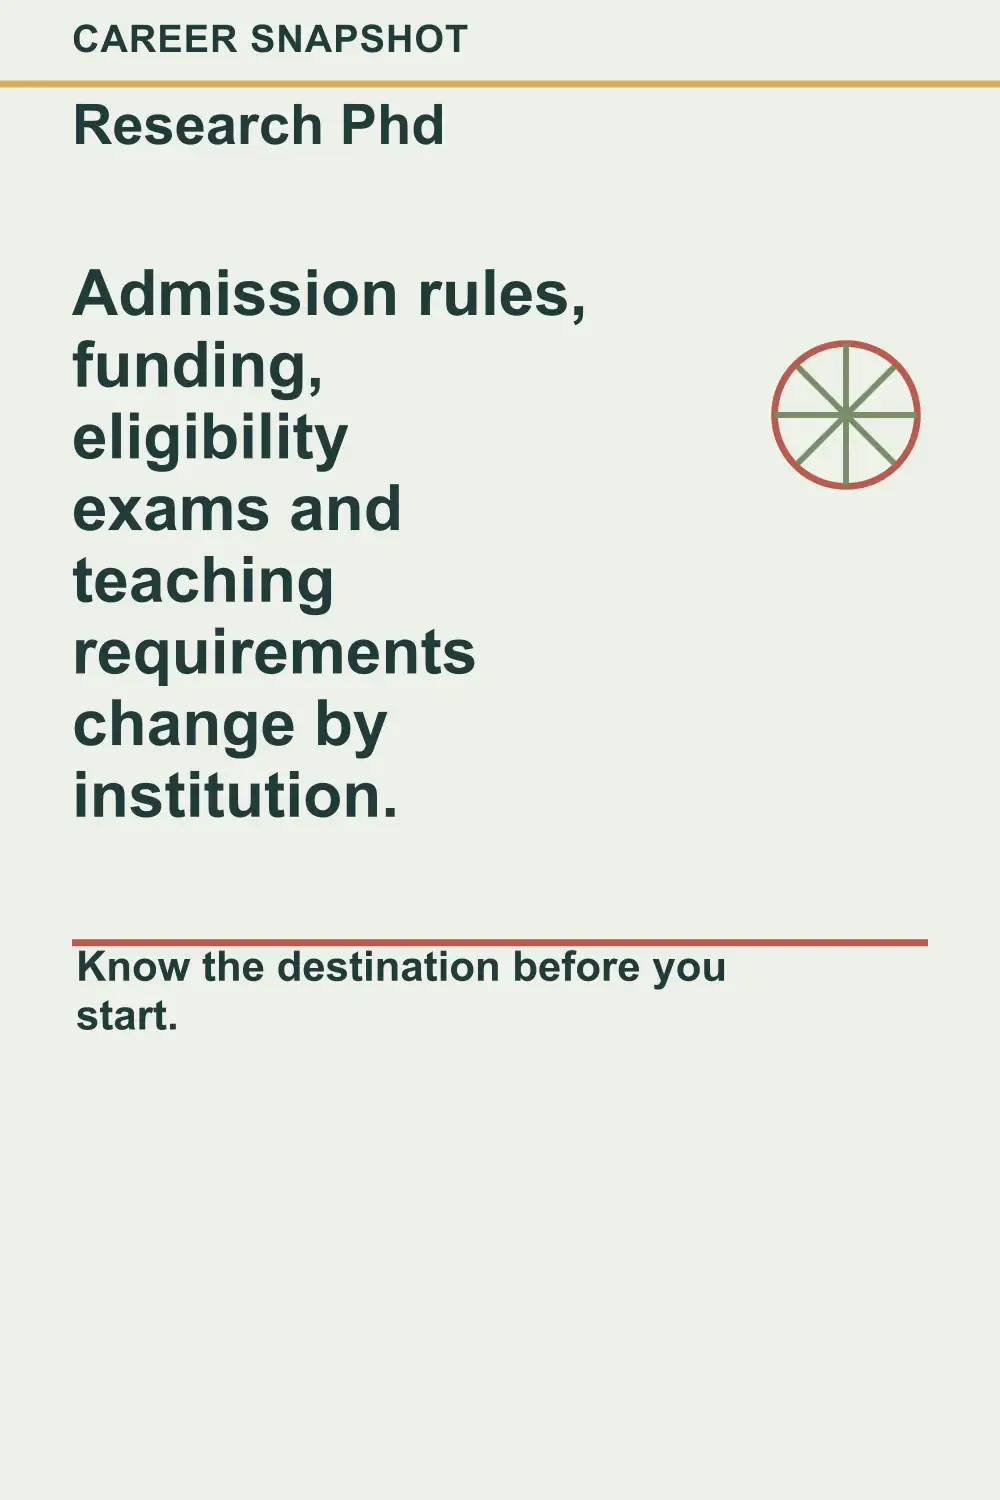 CAREER SNAPSHOT
Research Phd
Admission rules,
funding,
eligibility
exams and
teaching
requirements
change by
institution.
Know the destination before you
start.